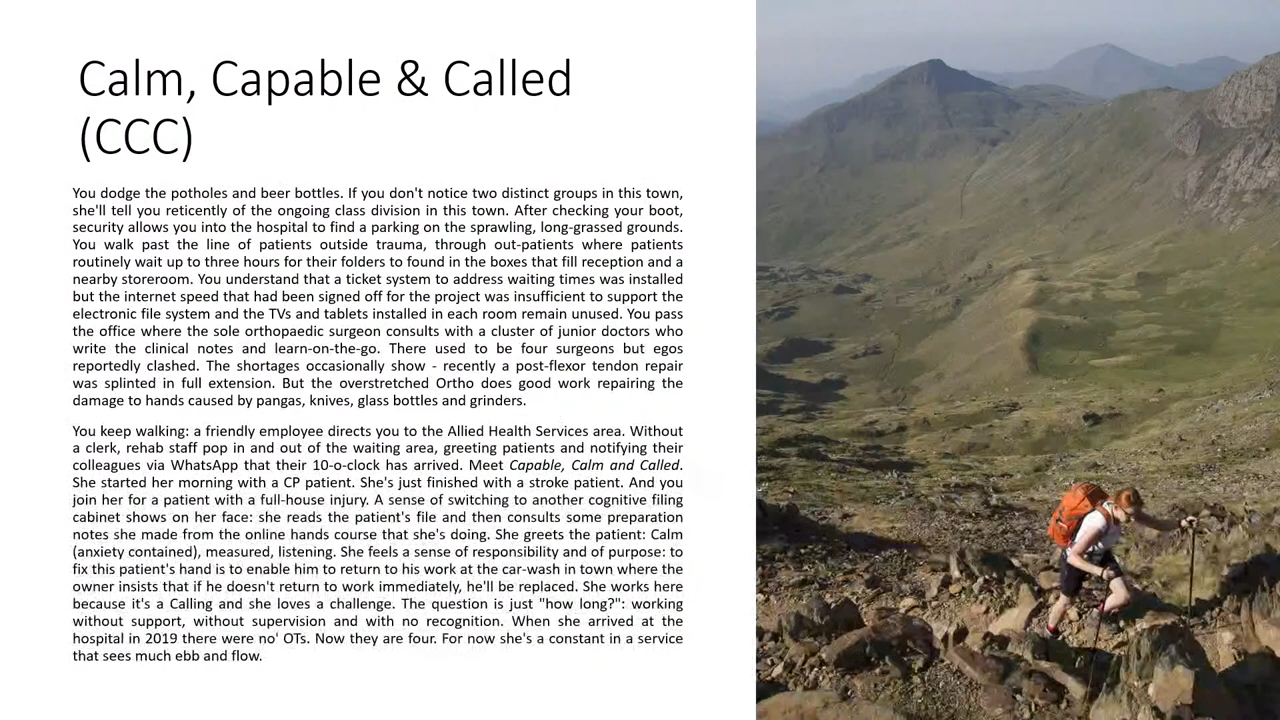 Calm, Capable & Called
(CCC)
You dodge the potholes and beer bottles. If you don't notice two distinct groups in this town,
she'll tell you reticently of the ongoing class division in this town. After checking your boot,
security allows you into the hospital to find a parking on the sprawling, long-grassed grounds.
You walk past the line of patients outside trauma, through out-patients where patients
routinely wait up to three hours for their folders to found in the boxes that fill reception and a
nearby storeroom. You understand that a ticket system to address waiting times was installed
but the internet speed that had been signed off for the project was insufficient to support the
electronic file system and the TVs and tablets installed in each room remain unused. You pass
the office where the sole orthopaedic surgeon consults with a cluster of junior doctors who
write the clinical notes and learn-on-the-go. There used to be four surgeons but egos
reportedly clashed. The shortages occasionally show - recently a post-flexor tendon repair
was splinted in full extension. But the overstretched Ortho does good work repairing the
damage to hands caused by pangas, knives, glass bottles and grinders.
You keep walking: a friendly employee directs you to the Allied Health Services area. Without
a clerk, rehab staff pop in and out of the waiting area, greeting patients and notifying their
colleagues via WhatsApp that their 10-o-clock has arrived. Meet Capable, Calm and Called.
She started her morning with a CP patient. She's just finished with a stroke patient. And you
join her for a patient with a full-house injury. A sense of switching to another cognitive filing
cabinet shows on her face: she reads the patient's file and then consults some preparation
notes she made from the online hands course that she's doing. She greets the patient: Calm
(anxiety contained), measured, listening. She feels a sense of responsibility and of purpose: to
fix this patient's hand is to enable him to return to his work at the car-wash in town where the
owner insists that if he doesn't return to work immediately, he'll be replaced. She works here
because it's a Calling and she loves a challenge. The question is just "how long?": working
without support, without supervision and with no recognition. When she arrived at the
hospital in 2019 there were no' OTs. Now they are four. For now she's a constant in a service
that sees much ebb and flow.